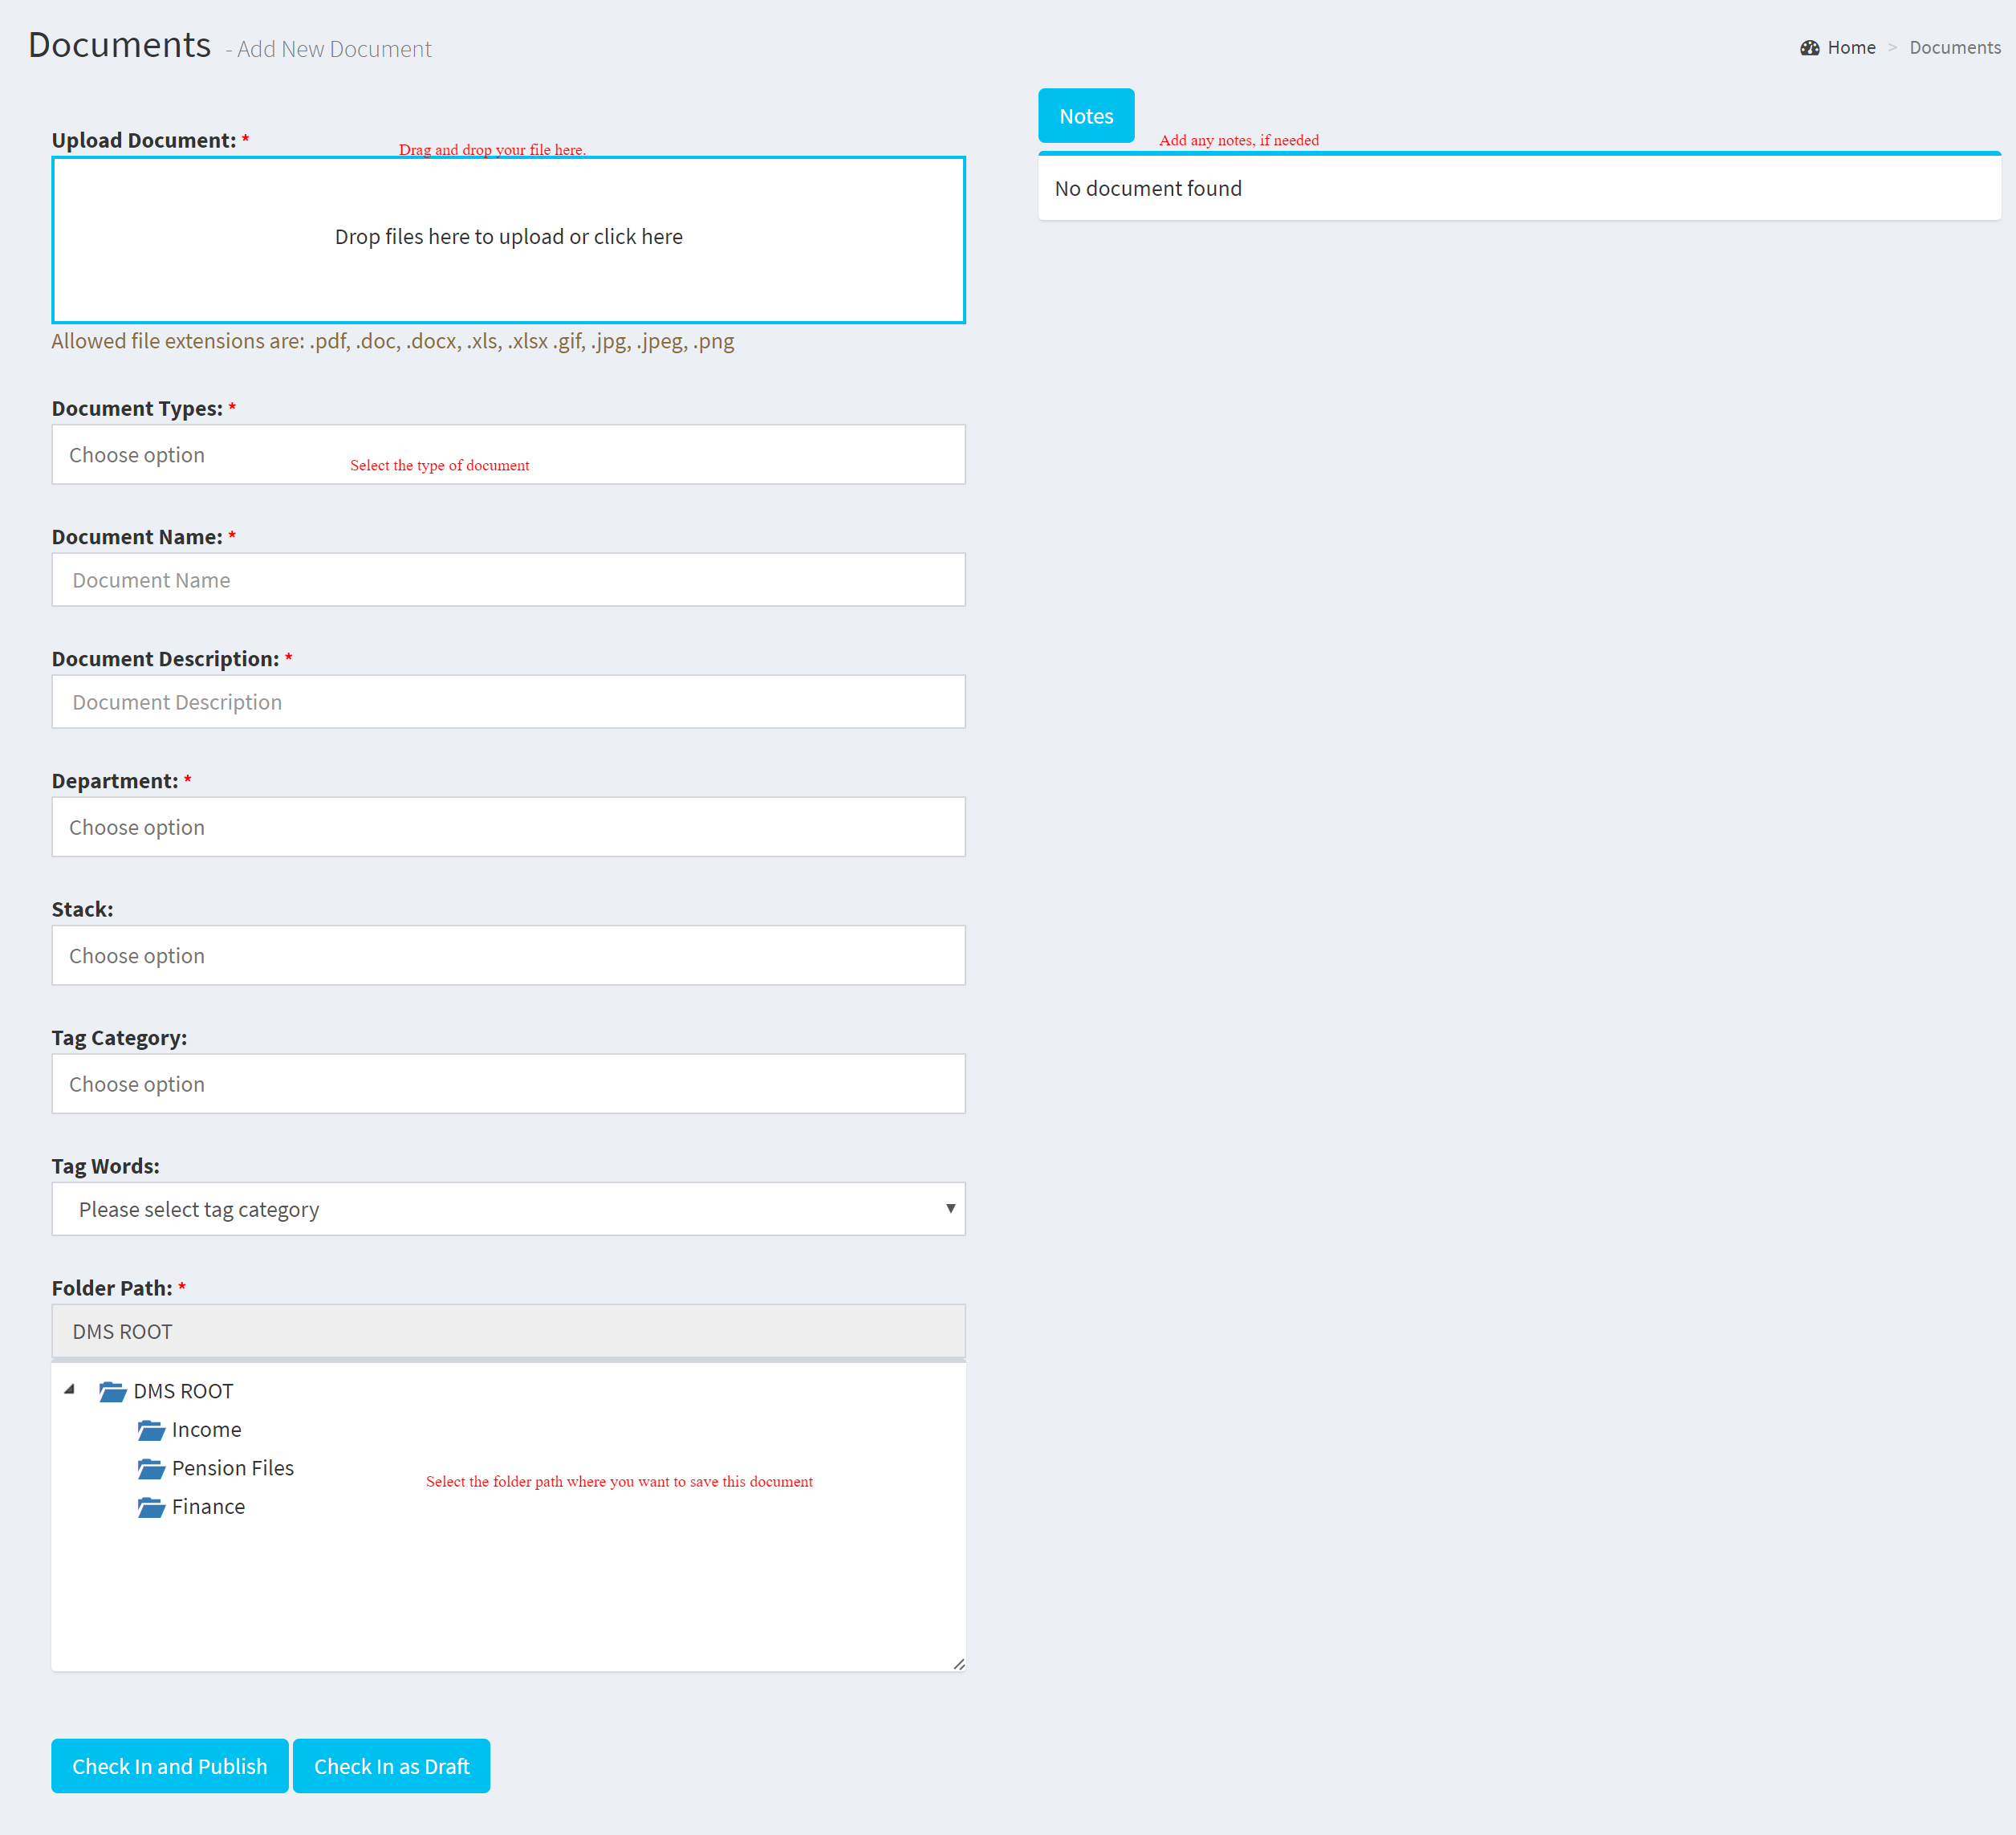 Documents - Add New Document
Home > Documents
Notes
Add any notes, if needed
No document found
Upload Document: *
Drag and drop your file here.
Drop files here to upload or click here
Allowed file extensions are: .pdf, .doc, .docx, .xls, .xlsx .gif, .jpg, .jpeg, .png
Document Types: *
Choose option
Select the type of document
Document Name: *
Document Name
Document Description: *
Document Description
Department: *
Choose option
Stack:
Choose option
Tag Category:
Choose option
Tag Words:
Please select tag category
Folder Path: *
DMS ROOT
DMS ROOT
Income
Pension Files
Select the folder path where you want to save this document
Finance
Check In and Publish
Check In as Draft